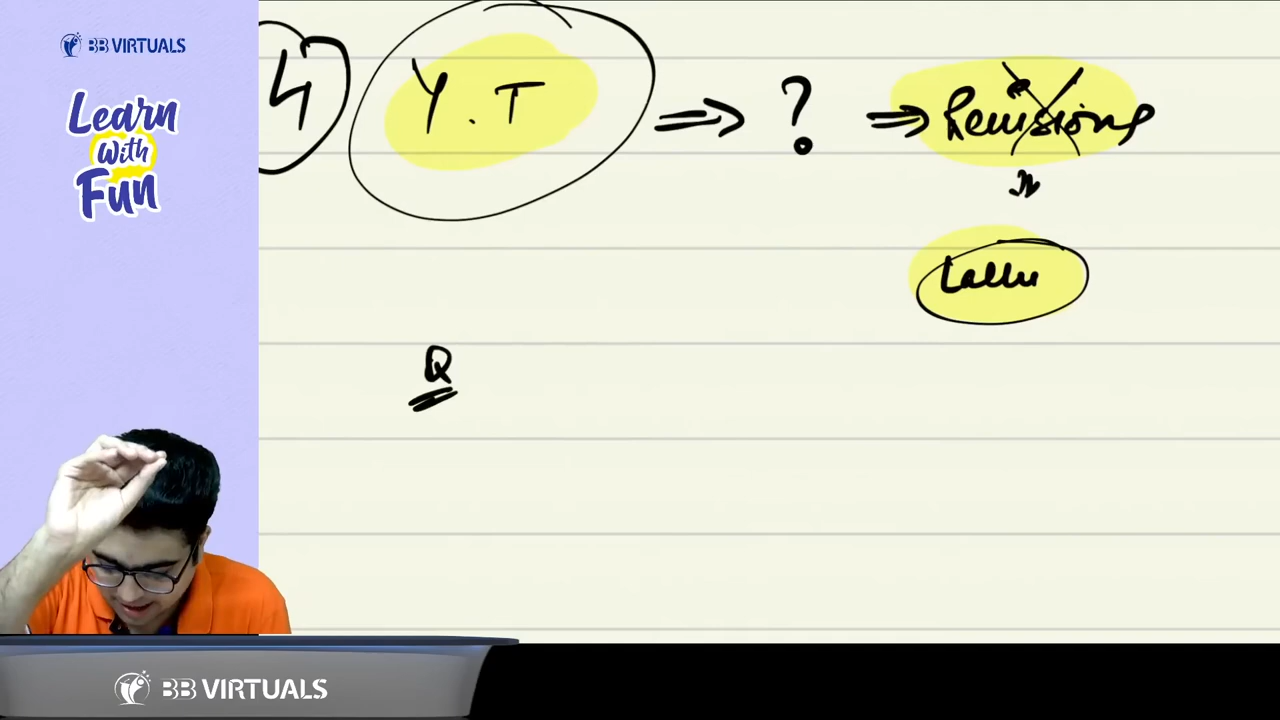 BB VIRTUALS
Learn
with
Fun
4 Y.T ⇒ ? ⇒ Revisions
Lallu
Q
BB VIRTUALS